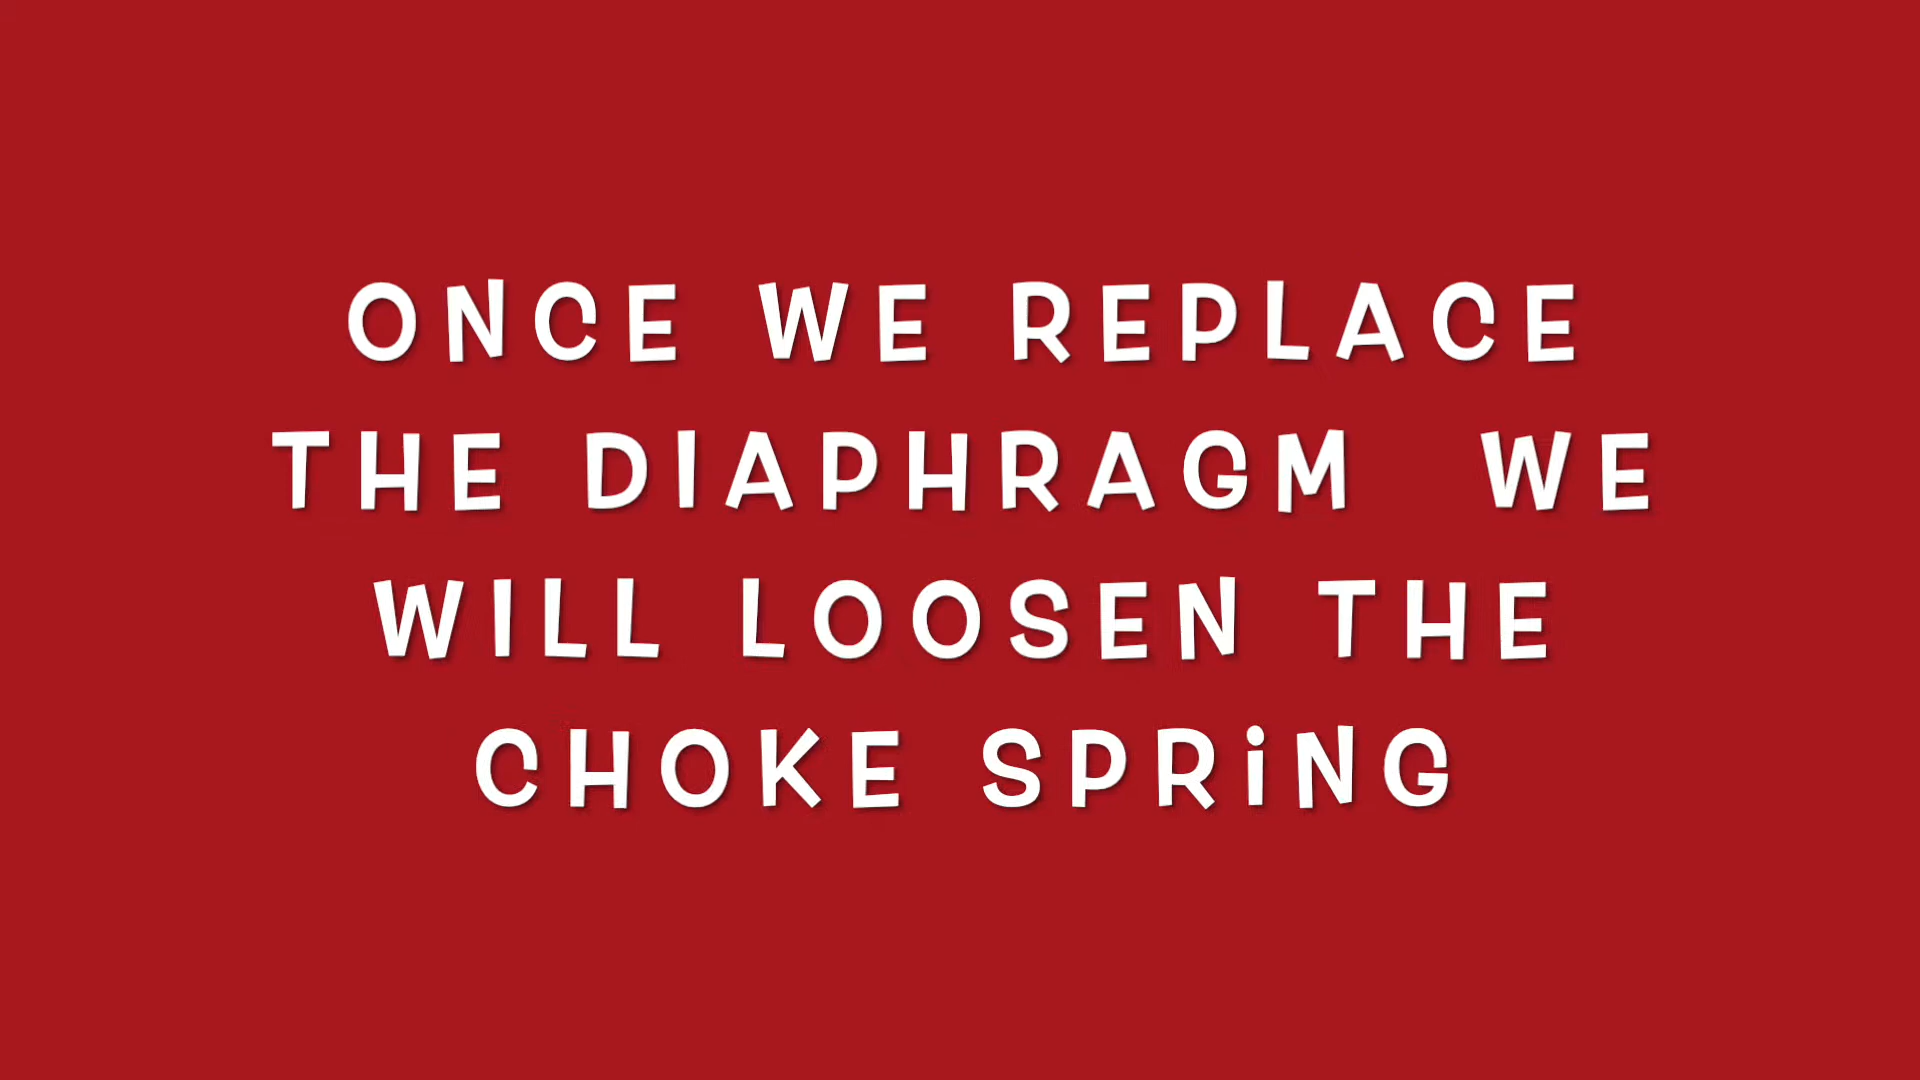 ONCE WE REPLACE
THE DIAPHRAGM WE
WILL LOOSEN THE
CHOKE SPRiNG